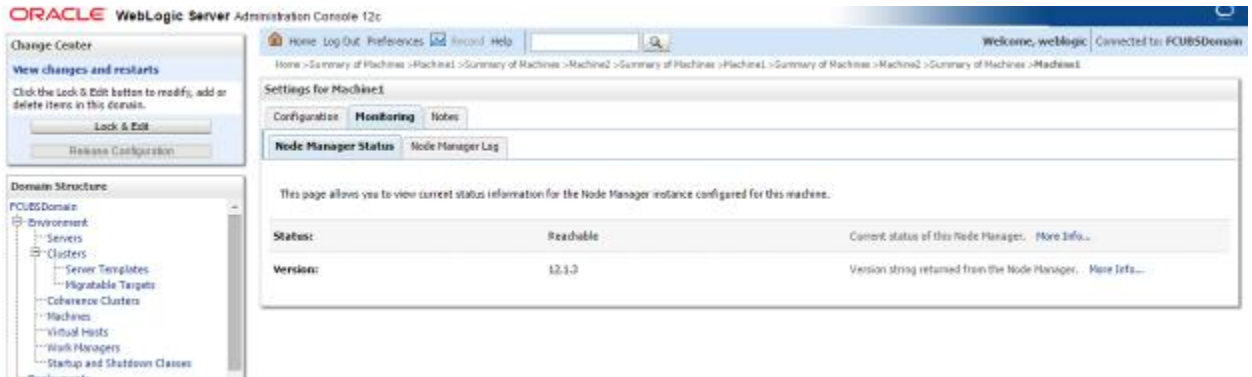 ORACLE WebLogic Server Administration Console 12c
Change Center
View changes and restarts
Click the Lock & Edit button to modify, add or
delete items in this domain.
Lock & Edit
Release Configuration
Domain Structure
FCUBSDomain
Environment
Servers
Clusters
Server Templates
Migratable Targets
Coherence Clusters
Machines
Virtual Hosts
Work Managers
Startup and Shutdown Classes
Home Log Out Preferences Record Help
Welcome, weblogic Connected to: FCUBSDomain
Home >Summary of Machines >Machine1 >Summary of Machines >Machine2 >Summary of Machines >Machine1 >Summary of Machines >Machine2 >Summary of Machines >Machine1
Settings for Machine1
Configuration Monitoring Notes
Node Manager Status Node Manager Log
This page allows you to view current status information for the Node Manager instance configured for this machine.
Status: Reachable Current status of this Node Manager. More Info...
Version: 12.1.3 Version string returned from the Node Manager. More Info...